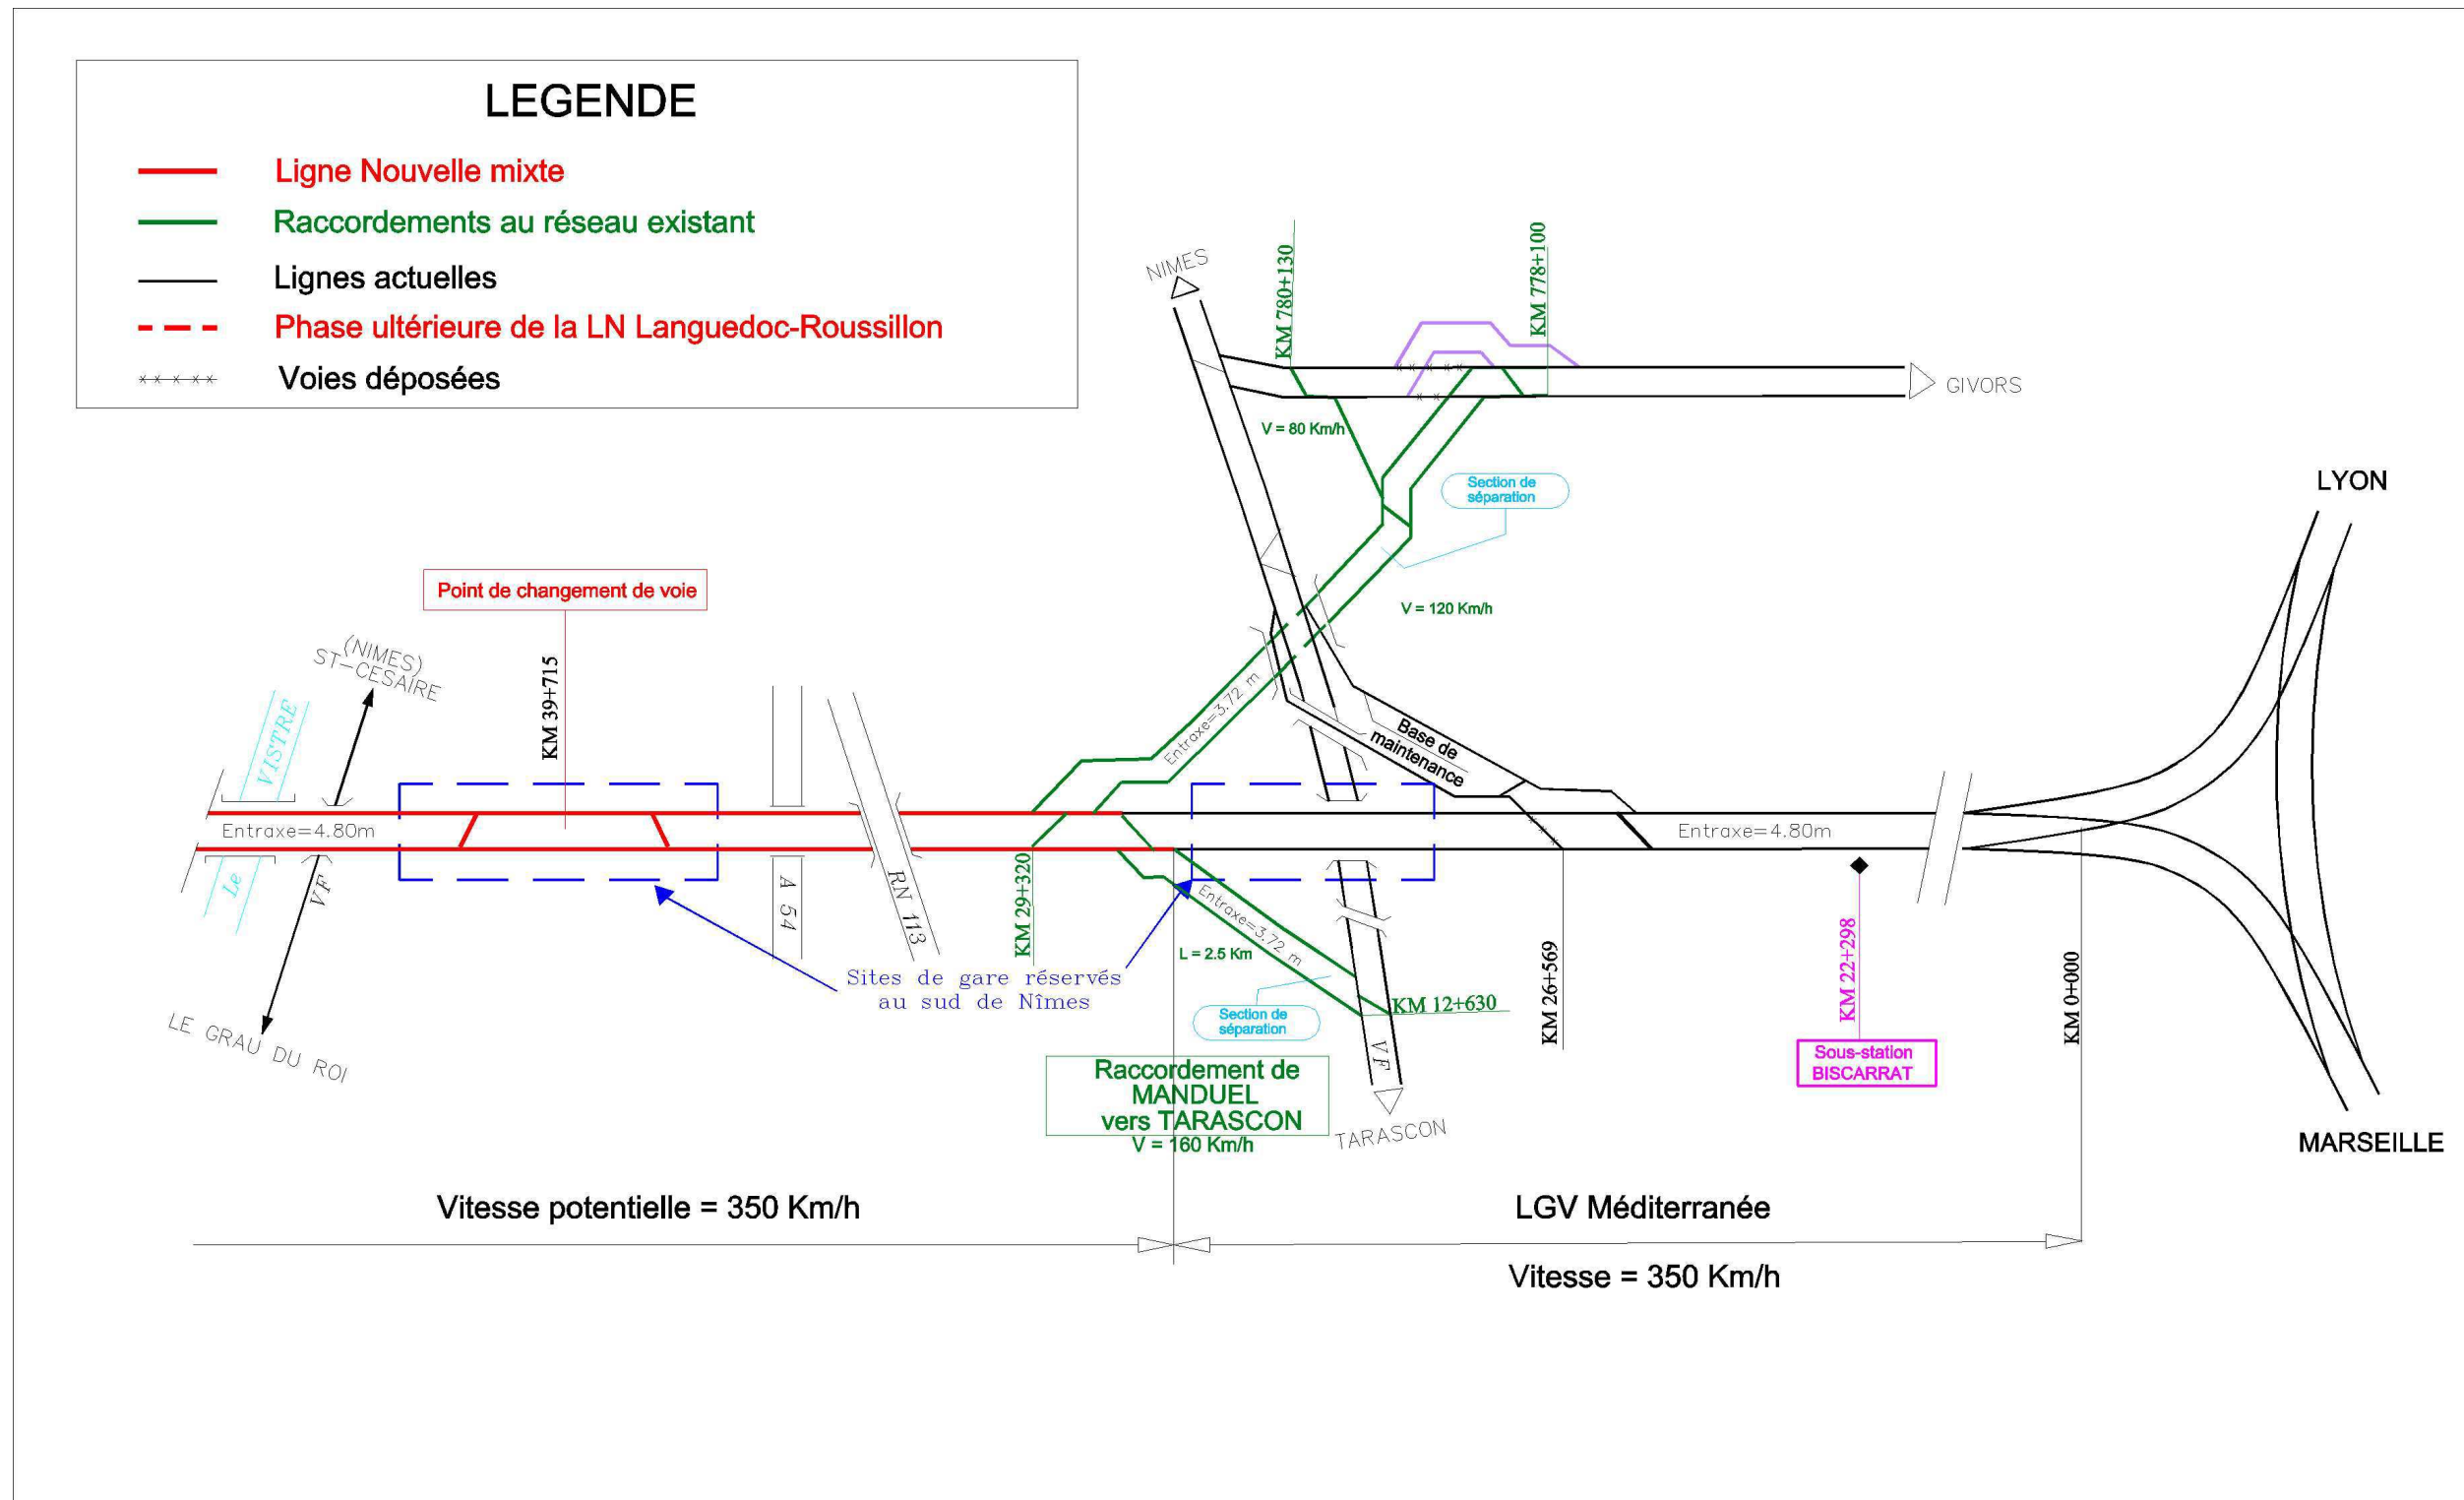 LEGENDE
Ligne Nouvelle mixte
Raccordements au réseau existant
Lignes actuelles
Phase ultérieure de la LN Languedoc-Roussillon
Voies déposées
NIMES
KM 780+130
KM 778+100
GIVORS
V = 80 Km/h
Section de
séparation
LYON
V = 120 Km/h
Point de changement de voie
KM 39+715
(NIMES)
ST-CESAIRE
VISTRE
Entraxe=3.72 m
Base de
maintenance
Entraxe=4.80m
Entraxe=4.80m
Le
VF
A 54
RN 113
KM 29+320
Entraxe=3.72 m
L = 2.5 Km
Sites de gare réservés
au sud de Nîmes
Section de
séparation
KM 12+630
KM 26+569
KM 22+298
KM 0+000
LE GRAU DU ROI
VF
Sous-station
BISCARRAT
Raccordement de
MANDUEL
vers TARASCON
V = 160 Km/h
TARASCON
MARSEILLE
Vitesse potentielle = 350 Km/h
LGV Méditerranée
Vitesse = 350 Km/h